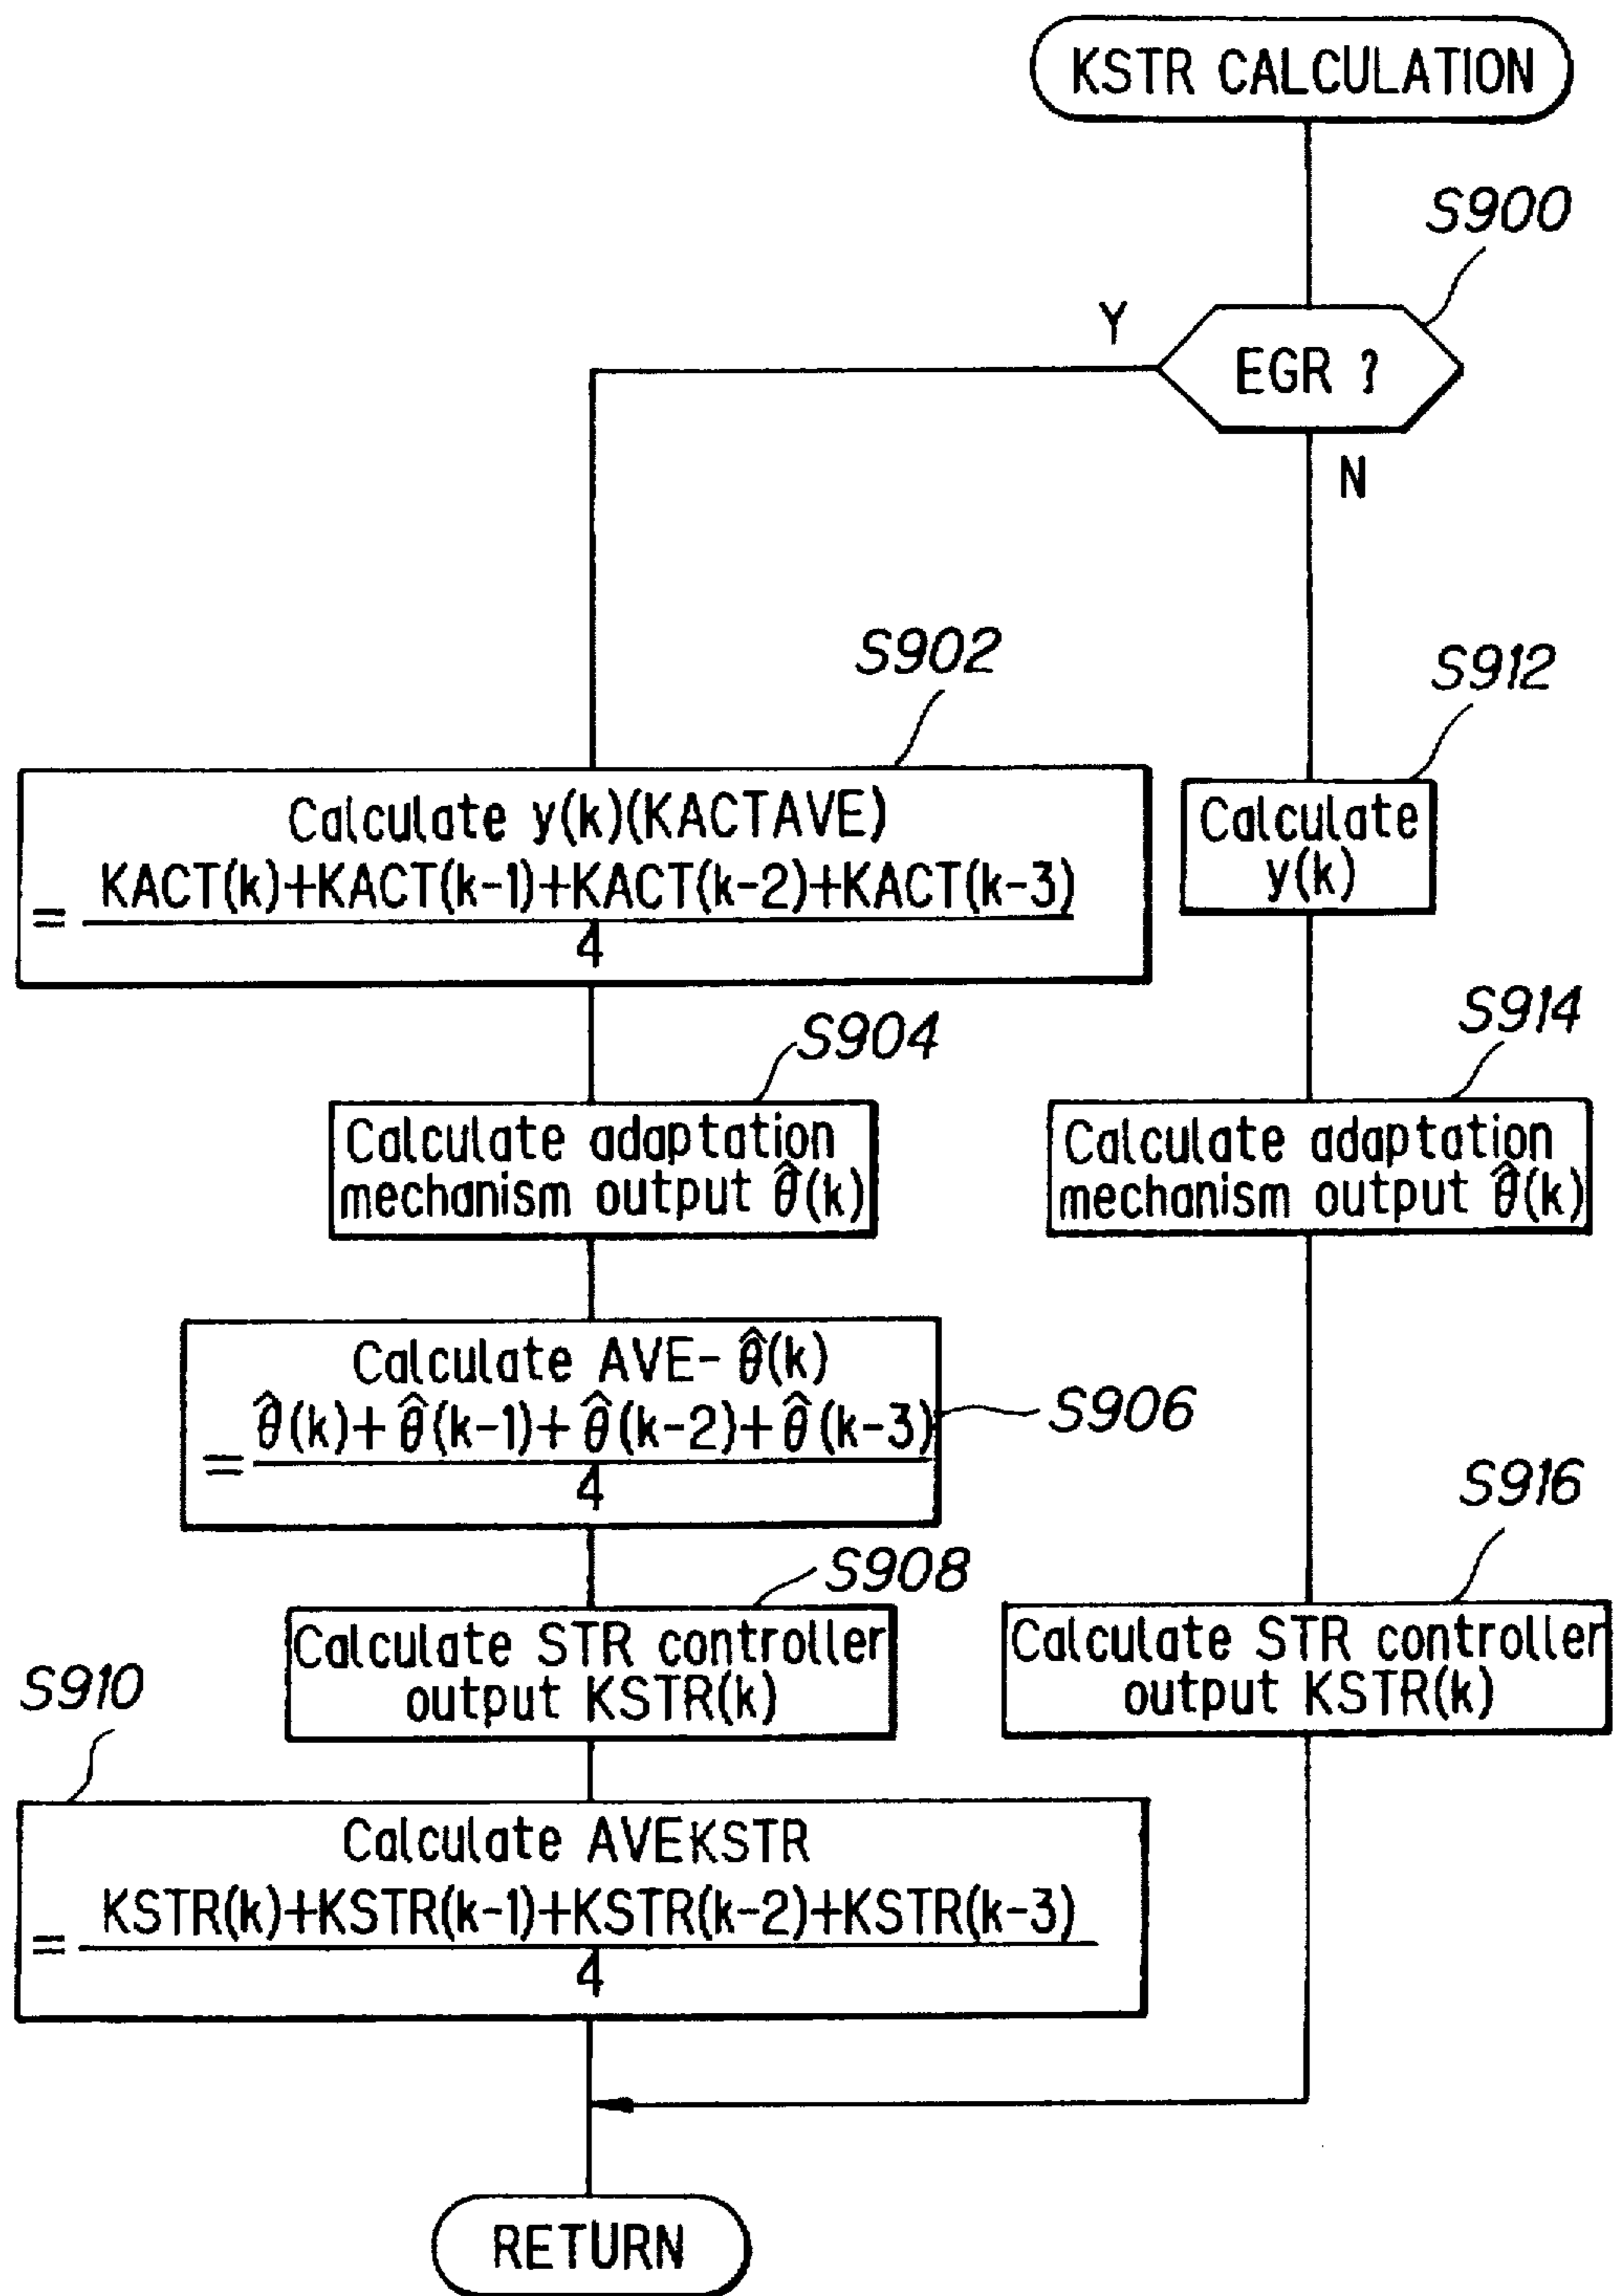 KSTR CALCULATION
S900
EGR ?
Y
N
S902
Calculate y(k)(KACTAVE)
= KACT(k)+KACT(k-1)+KACT(k-2)+KACT(k-3)
4
S904
Calculate adaptation
mechanism output θ̂(k)
Calculate AVE- θ̂(k)
= θ̂(k)+ θ̂(k-1)+ θ̂(k-2)+ θ̂(k-3)
4
S906
S908
Calculate STR controller
output KSTR(k)
S910
Calculate AVEKSTR
= KSTR(k)+KSTR(k-1)+KSTR(k-2)+KSTR(k-3)
4
S912
Calculate
y(k)
S914
Calculate adaptation
mechanism output θ̂(k)
S916
Calculate STR controller
output KSTR(k)
RETURN